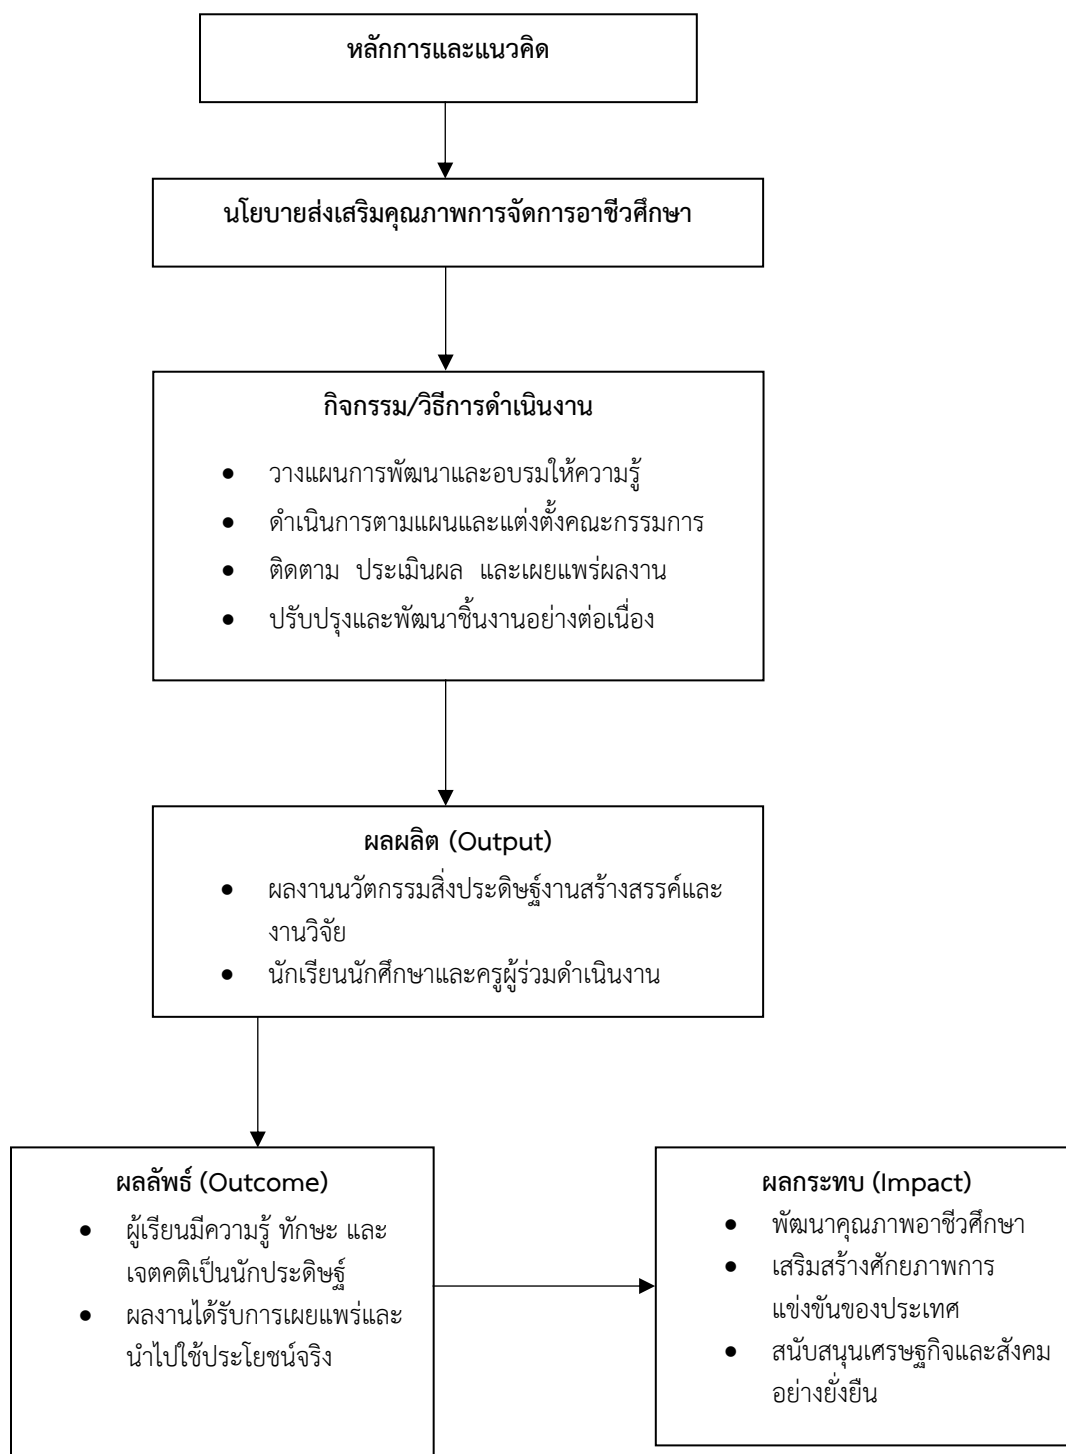 หลักการและแนวคิด
นโยบายส่งเสริมคุณภาพการจัดการอาชีวศึกษา
กิจกรรม/วิธีการดำเนินงาน
● วางแผนการพัฒนาและอบรมให้ความรู้
● ดำเนินการตามแผนและแต่งตั้งคณะกรรมการ
● ติดตาม ประเมินผล และเผยแพร่ผลงาน
● ปรับปรุงและพัฒนาชิ้นงานอย่างต่อเนื่อง
ผลผลิต (Output)
● ผลงานนวัตกรรมสิ่งประดิษฐ์งานสร้างสรรค์และ
งานวิจัย
● นักเรียนนักศึกษาและครูผู้ร่วมดำเนินงาน
ผลลัพธ์ (Outcome)
● ผู้เรียนมีความรู้ ทักษะ และ
เจตคติเป็นนักประดิษฐ์
● ผลงานได้รับการเผยแพร่และ
นำไปใช้ประโยชน์จริง
ผลกระทบ (Impact)
● พัฒนาคุณภาพอาชีวศึกษา
● เสริมสร้างศักยภาพการ
แข่งขันของประเทศ
● สนับสนุนเศรษฐกิจและสังคม
อย่างยั่งยืน